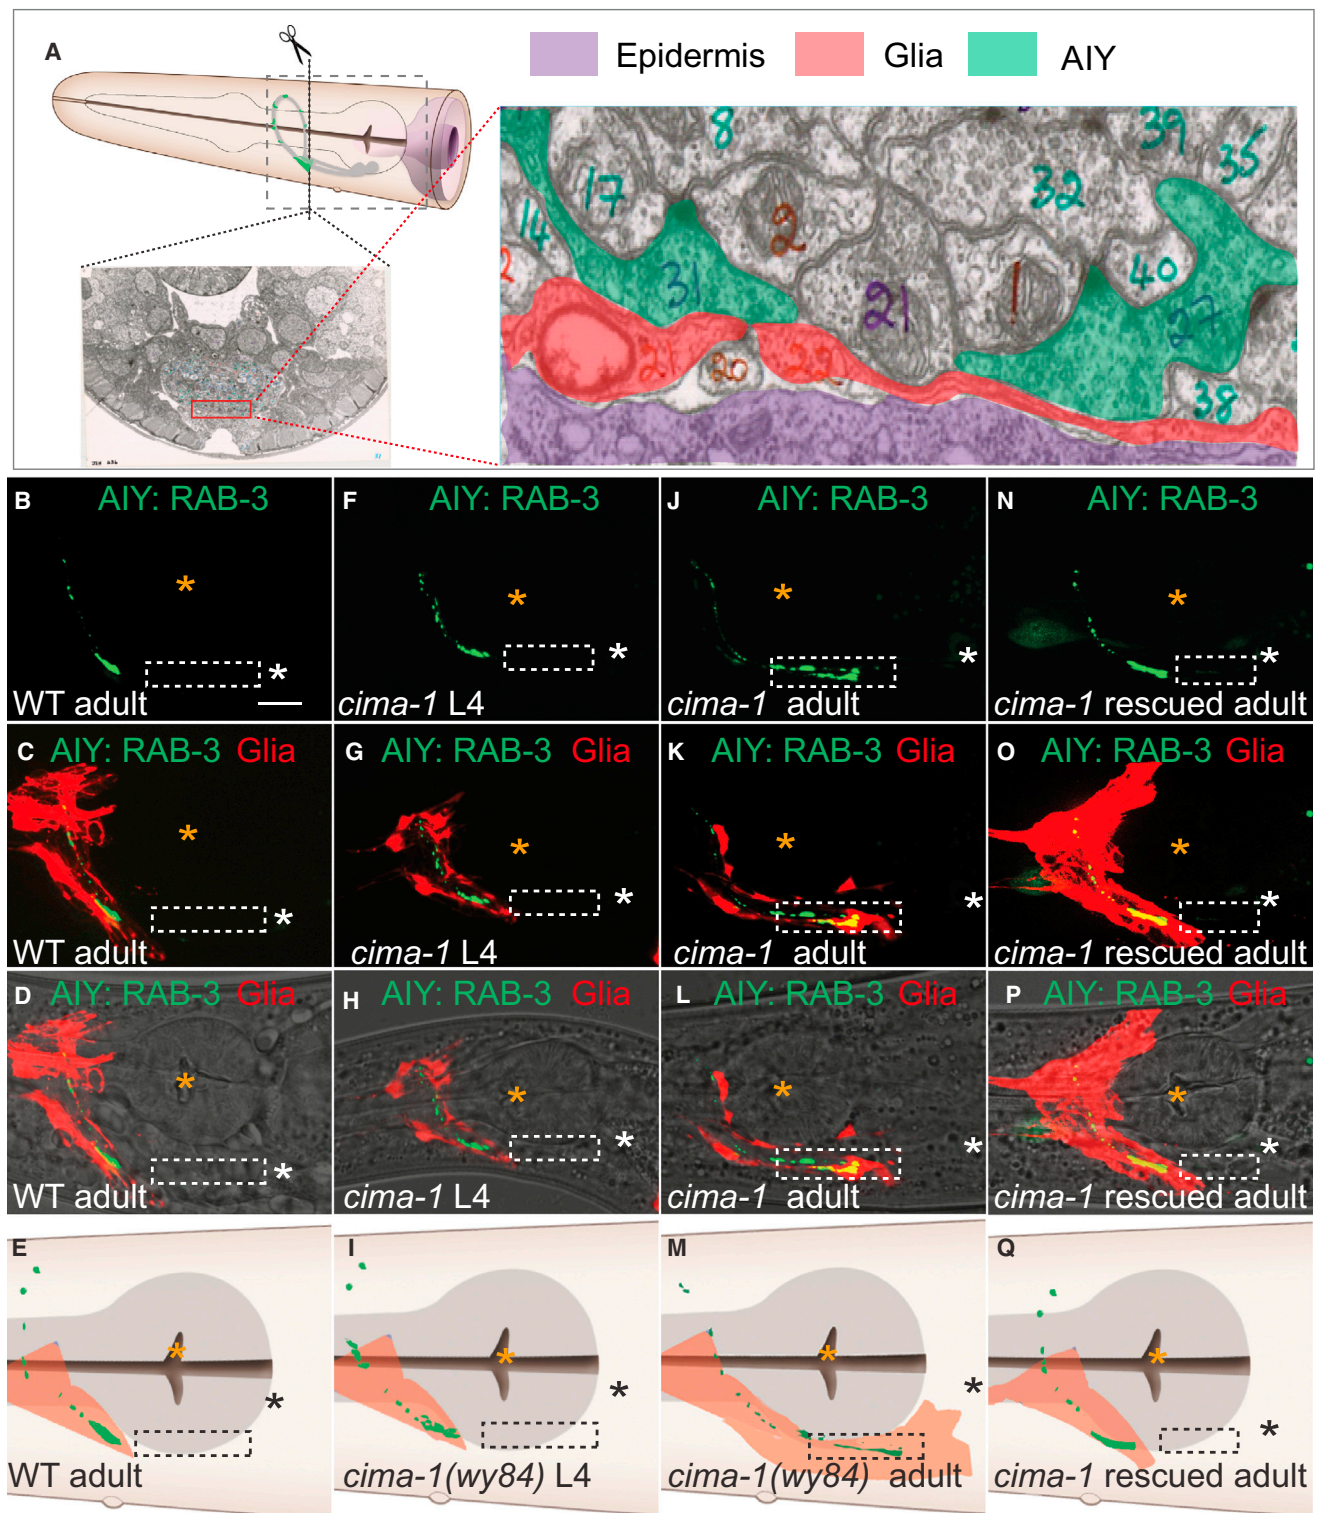 A
Epidermis Glia AIY
8 39 35
17 32
2
14
40
2
31 21 1 27
21 20 22 38
B AIY: RAB-3
*
*
WT adult
F AIY: RAB-3
*
*
cima-1 L4
J AIY: RAB-3
*
*
cima-1 adult
N AIY: RAB-3
*
*
cima-1 rescued adult
C AIY: RAB-3 Glia
*
*
WT adult
G AIY: RAB-3 Glia
*
*
cima-1 L4
K AIY: RAB-3 Glia
*
*
cima-1 adult
O AIY: RAB-3 Glia
*
*
cima-1 rescued adult
D AIY: RAB-3 Glia
*
*
WT adult
H AIY: RAB-3 Glia
*
*
cima-1 L4
L AIY: RAB-3 Glia
*
*
cima-1 adult
P AIY: RAB-3 Glia
*
*
cima-1 rescued adult
E
*
*
WT adult
I
*
*
cima-1(wy84) L4
M
*
*
cima-1(wy84) adult
Q
*
*
cima-1 rescued adult